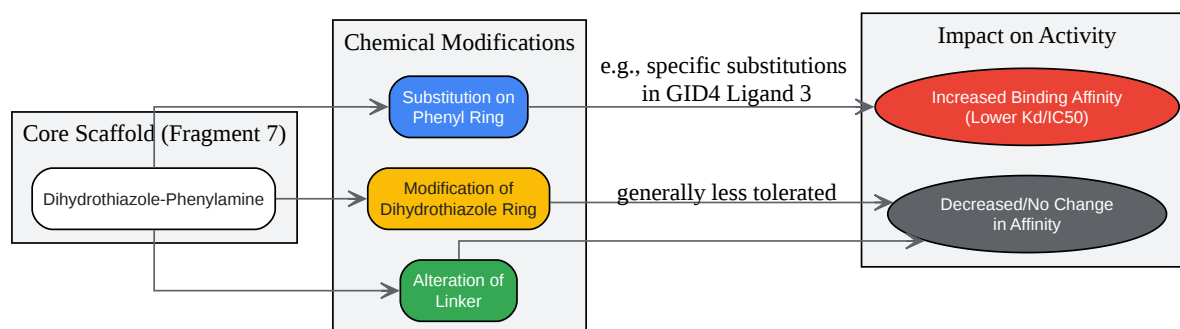 Core Scaffold (Fragment 7)
Dihydrothiazole-Phenylamine
Chemical Modifications
Substitution on
Phenyl Ring
Modification of
Dihydrothiazole Ring
Alteration of
Linker
e.g., specific substitutions
in GID4 Ligand 3
generally less tolerated
Impact on Activity
Increased Binding Affinity
(Lower Kd/IC50)
Decreased/No Change
in Affinity